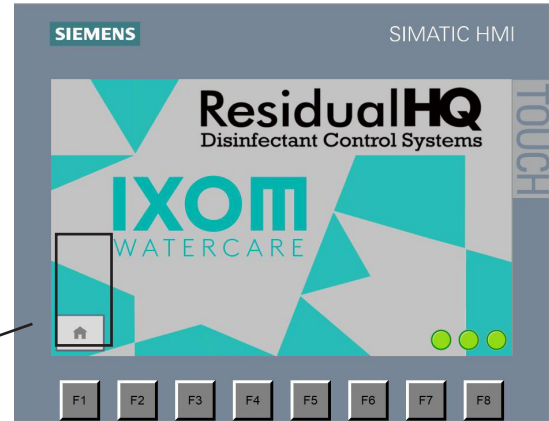 SIEMENS
SIMATIC HMI
TOUCH
ResidualHQ
Disinfectant Control Systems
IXOM
WATERCARE
F1 F2 F3 F4 F5 F6 F7 F8